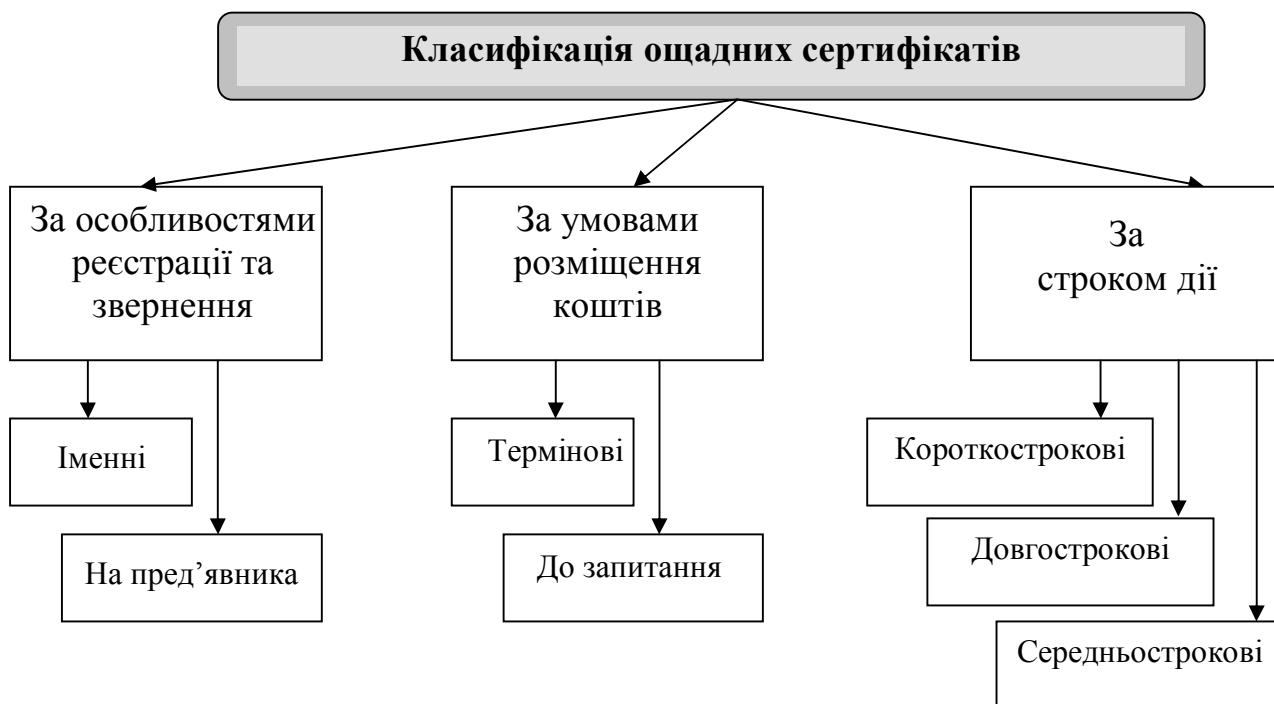 Класифікація ощадних сертифікатів
За особливостями
реєстрації та
звернення
За умовами
розміщення
коштів
За
строком дії
Іменні
Термінові
Короткострокові
На пред’явника
До запитання
Довгострокові
Середньострокові